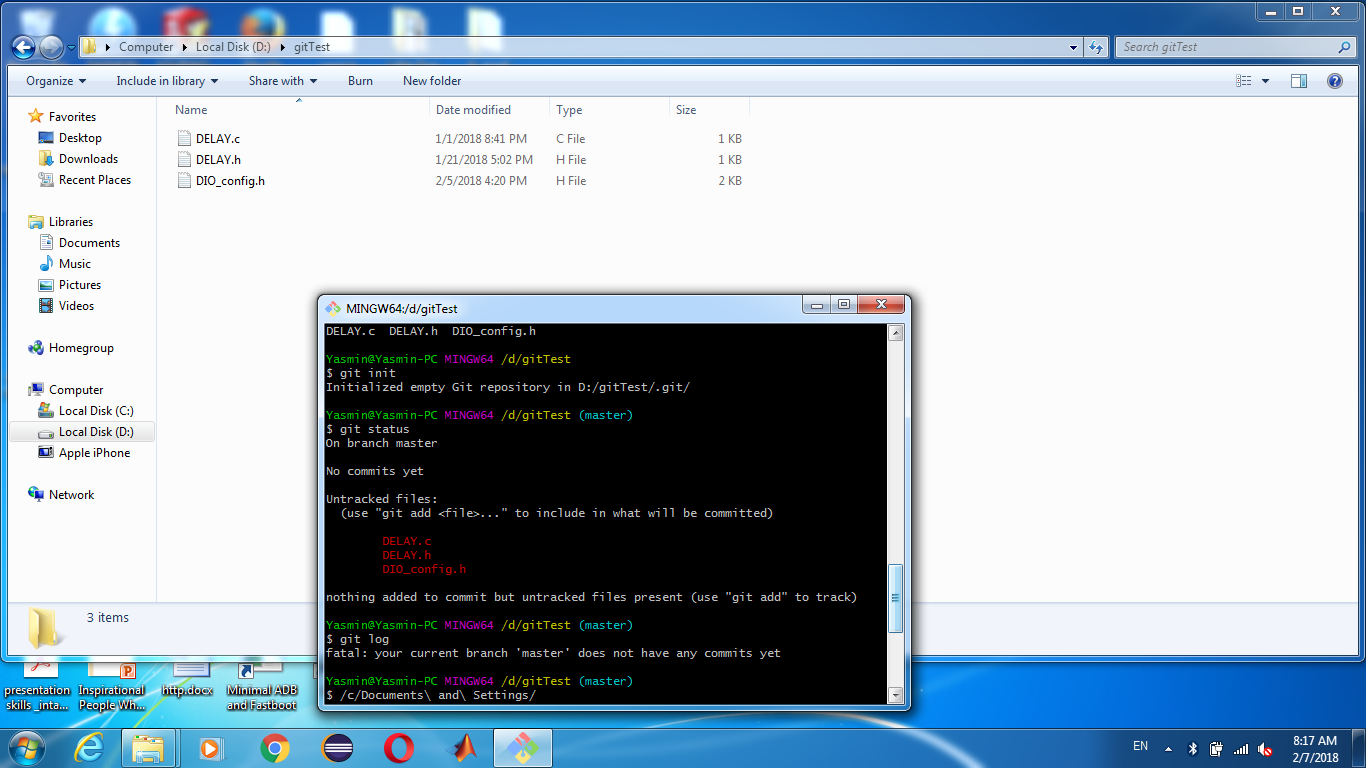 Computer Local Disk (D:) gitTest
Search gitTest
Organize Include in library Share with Burn New folder
Name Date modified Type Size
DELAY.c 1/1/2018 8:41 PM C File 1 KB
DELAY.h 1/21/2018 5:02 PM H File 1 KB
DIO_config.h 2/5/2018 4:20 PM H File 2 KB
Favorites
Desktop
Downloads
Recent Places
Libraries
Documents
Music
Pictures
Videos
Homegroup
Computer
Local Disk (C:)
Local Disk (D:)
Apple iPhone
Network
3 items
MINGW64:/d/gitTest
DELAY.c DELAY.h DIO_config.h
Yasmin@Yasmin-PC MINGW64 /d/gitTest
$ git init
Initialized empty Git repository in D:/gitTest/.git/
Yasmin@Yasmin-PC MINGW64 /d/gitTest (master)
$ git status
On branch master
No commits yet
Untracked files:
(use "git add <file>..." to include in what will be committed)
DELAY.c
DELAY.h
DIO_config.h
nothing added to commit but untracked files present (use "git add" to track)
Yasmin@Yasmin-PC MINGW64 /d/gitTest (master)
$ git log
fatal: your current branch 'master' does not have any commits yet
Yasmin@Yasmin-PC MINGW64 /d/gitTest (master)
$ /c/Documents\ and\ Settings/
presentation
skills _inta...
Inspirational
People Wh...
http.docx
Minimal ADB
and Fastboot
EN
8:17 AM
2/7/2018